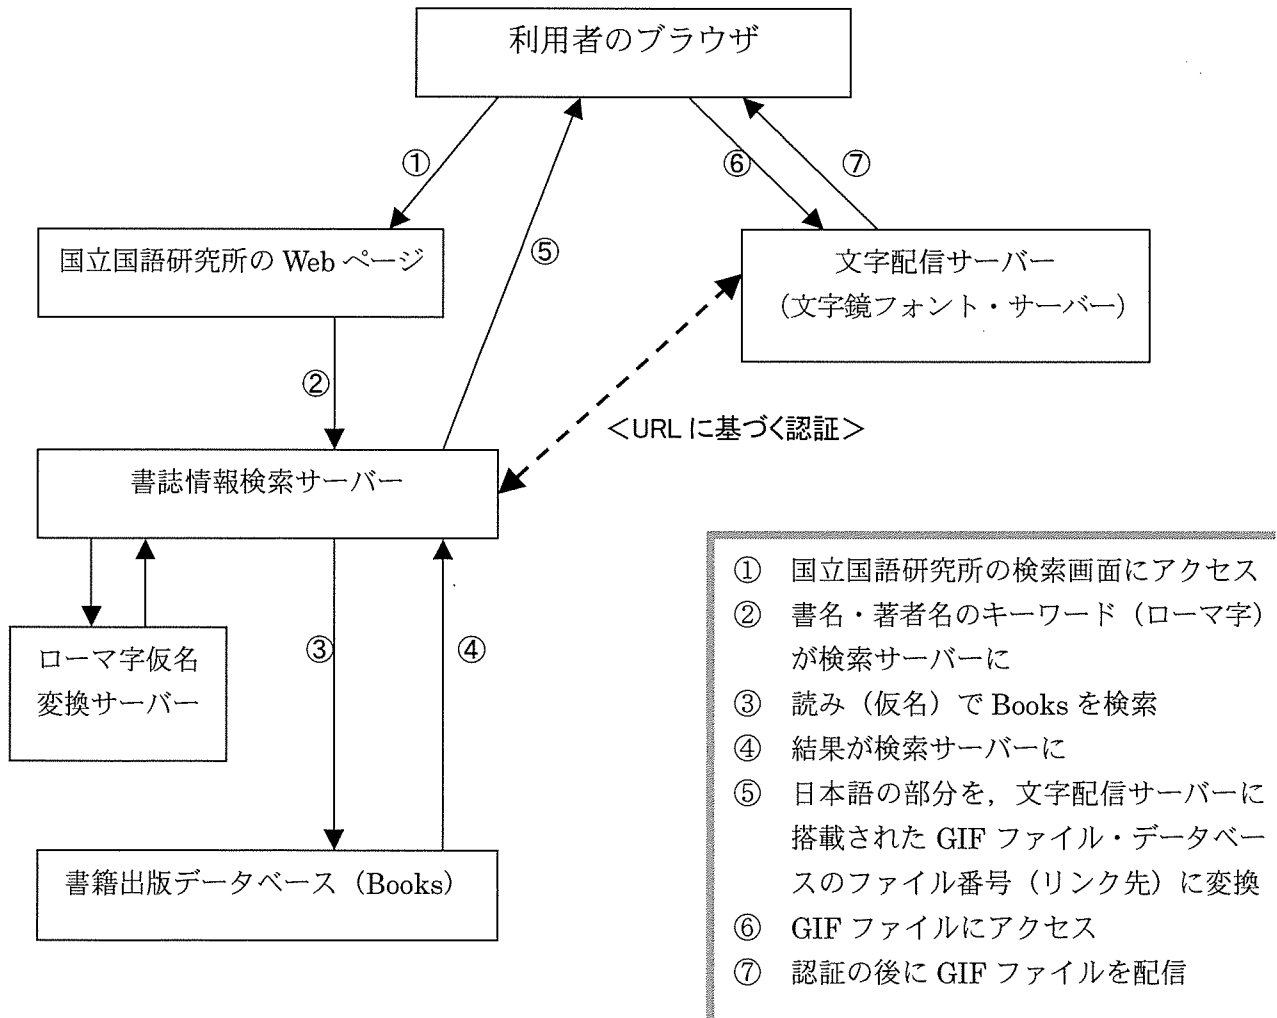 利用者のブラウザ
①
⑥
⑦
国立国語研究所の Web ページ
⑤
文字配信サーバー
（文字鏡フォント・サーバー）
②
＜URL に基づく認証＞
書誌情報検索サーバー
ローマ字仮名
変換サーバー
③
④
書籍出版データベース（Books）
① 国立国語研究所の検索画面にアクセス
② 書名・著者名のキーワード（ローマ字）
が検索サーバーに
③ 読み（仮名）で Books を検索
④ 結果が検索サーバーに
⑤ 日本語の部分を，文字配信サーバーに
搭載された GIF ファイル・データベー
スのファイル番号（リンク先）に変換
⑥ GIF ファイルにアクセス
⑦ 認証の後に GIF ファイルを配信